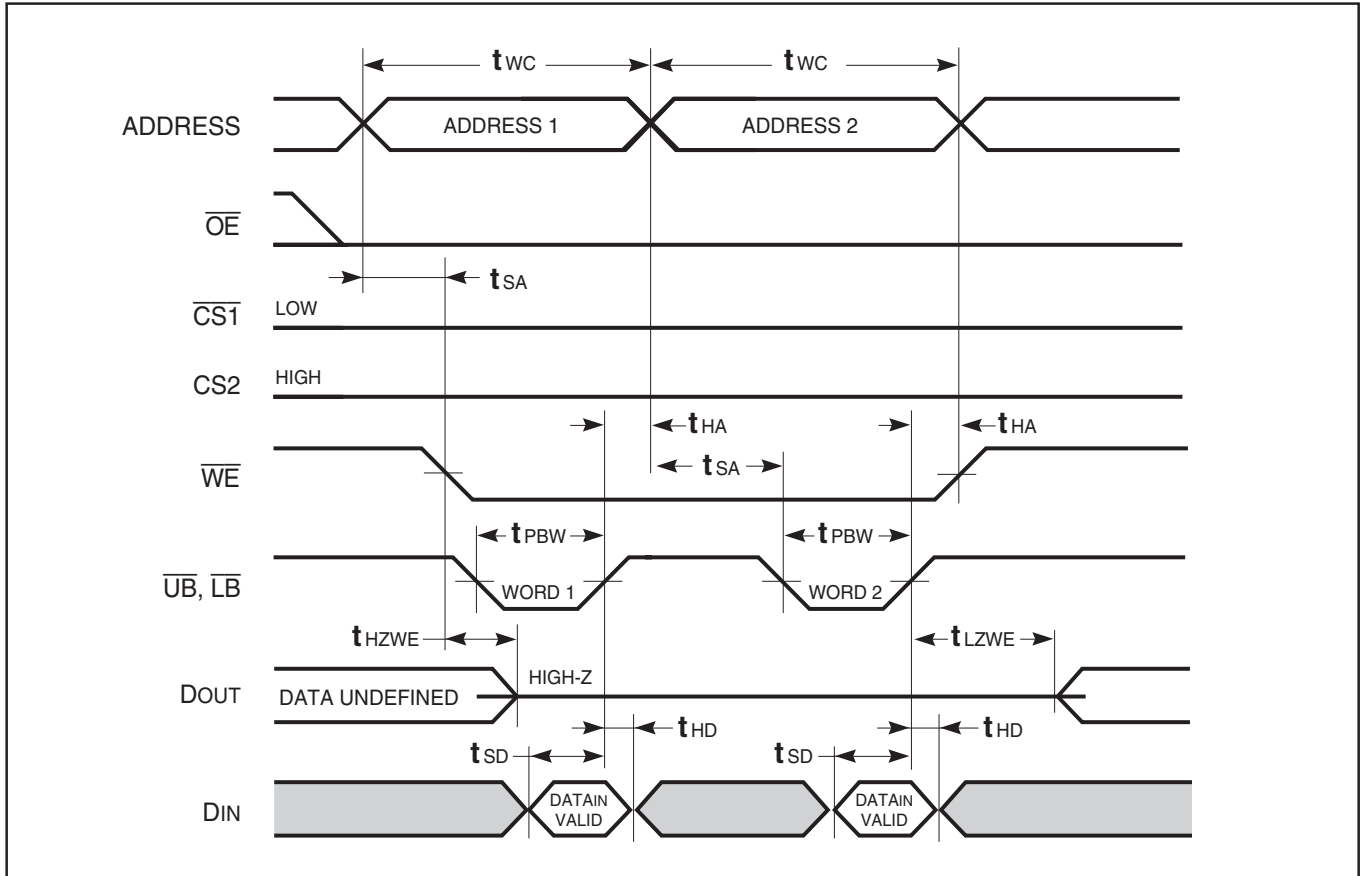 tWC tWC
ADDRESS ADDRESS 1 ADDRESS 2
OE
tSA
CS1 LOW
CS2 HIGH
tHA tHA
WE tSA
tPBW tPBW
UB, LB WORD 1 WORD 2
tHZWE tLZWE
DOUT DATA UNDEFINED HIGH-Z
tSD tHD tSD tHD
DIN DATAIN VALID DATAIN VALID